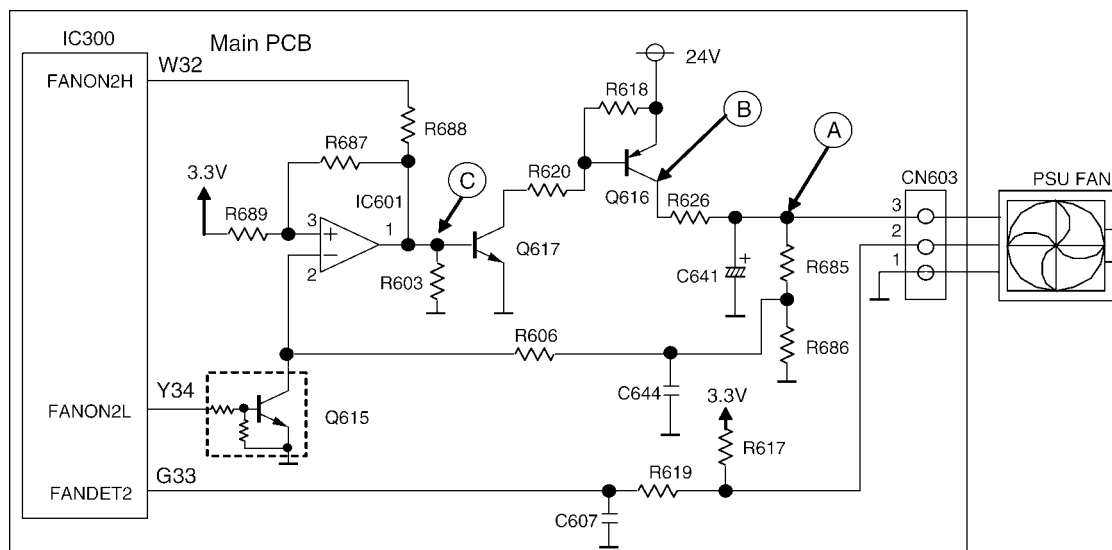 IC300
Main PCB
W32
FANON2H
24V
R618
R688
B
A
R687
3.3V
R620
CN603
PSU FAN
C
IC601
Q616
R626
3
R689
3
+
1
2
Q617
−
2
R603
C641
+
R685
1
R606
R686
Y34
C644
3.3V
FANON2L
Q615
R617
G33
R619
FANDET2
C607